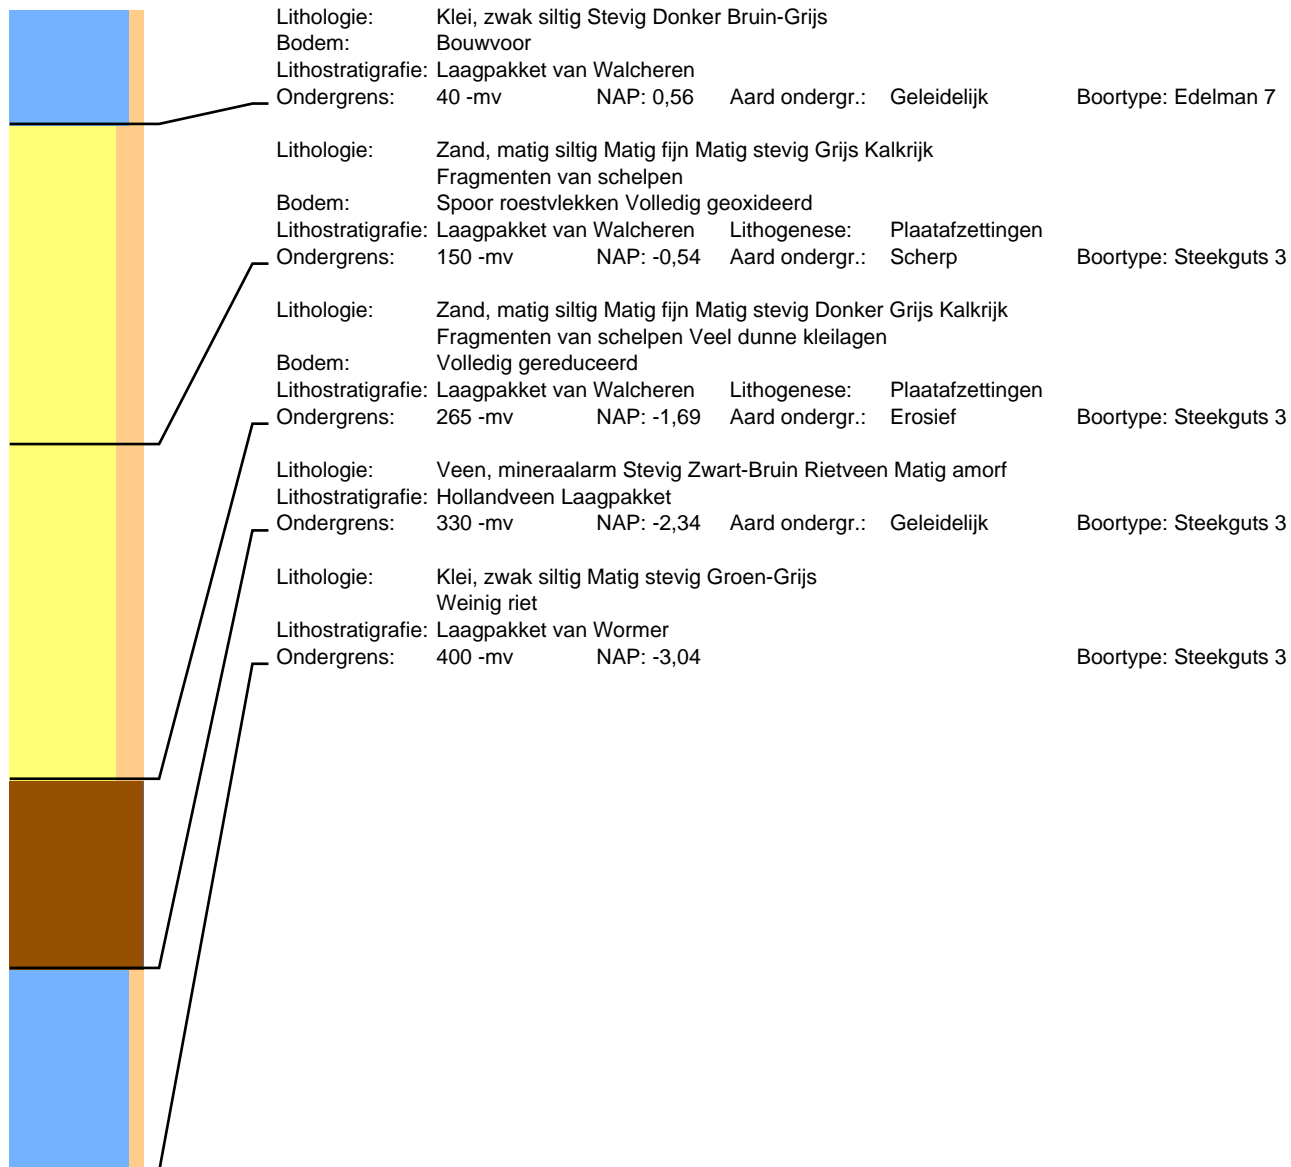 Lithologie: Klei, zwak siltig Stevig Donker Bruin-Grijs
Bodem: Bouwvoor
Lithostratigrafie: Laagpakket van Walcheren
Ondergrens: 40 -mv NAP: 0,56 Aard ondergr.: Geleidelijk Boortype: Edelman 7
Lithologie: Zand, matig siltig Matig fijn Matig stevig Grijs Kalkrijk
Fragmenten van schelpen
Bodem: Spoor roestvlekken Volledig geoxideerd
Lithostratigrafie: Laagpakket van Walcheren Lithogenese: Plaatafzettingen
Ondergrens: 150 -mv NAP: -0,54 Aard ondergr.: Scherp Boortype: Steekguts 3
Lithologie: Zand, matig siltig Matig fijn Matig stevig Donker Grijs Kalkrijk
Fragmenten van schelpen Veel dunne kleilagen
Bodem: Volledig gereduceerd
Lithostratigrafie: Laagpakket van Walcheren Lithogenese: Plaatafzettingen
Ondergrens: 265 -mv NAP: -1,69 Aard ondergr.: Erosief Boortype: Steekguts 3
Lithologie: Veen, mineraalarm Stevig Zwart-Bruin Rietveen Matig amorf
Lithostratigrafie: Hollandveen Laagpakket
Ondergrens: 330 -mv NAP: -2,34 Aard ondergr.: Geleidelijk Boortype: Steekguts 3
Lithologie: Klei, zwak siltig Matig stevig Groen-Grijs
Weinig riet
Lithostratigrafie: Laagpakket van Wormer
Ondergrens: 400 -mv NAP: -3,04 Boortype: Steekguts 3